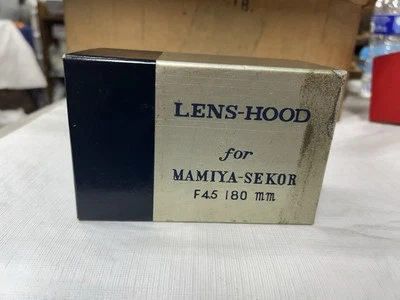 LENS-HOOD
for
MAMIYA-SEKOR
F4.5 180 mm